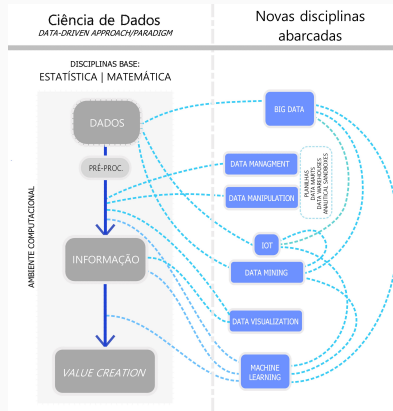 Ciência de Dados
DATA-DRIVEN APPROACH/PARADIGM
Novas disciplinas
abarcadas
DISCIPLINAS BASE:
ESTATÍSTICA | MATEMÁTICA
AMBIENTE COMPUTACIONAL
DADOS
PRÉ-PROC.
INFORMAÇÃO
VALUE CREATION
BIG DATA
DATA MANAGMENT
DATA MANIPULATION
PLANILHAS
DATA MARTS
DATA WAREHOUSES
ANALYTICAL SANDBOXES
IOT
DATA MINING
DATA VISUALIZATION
MACHINE
LEARNING